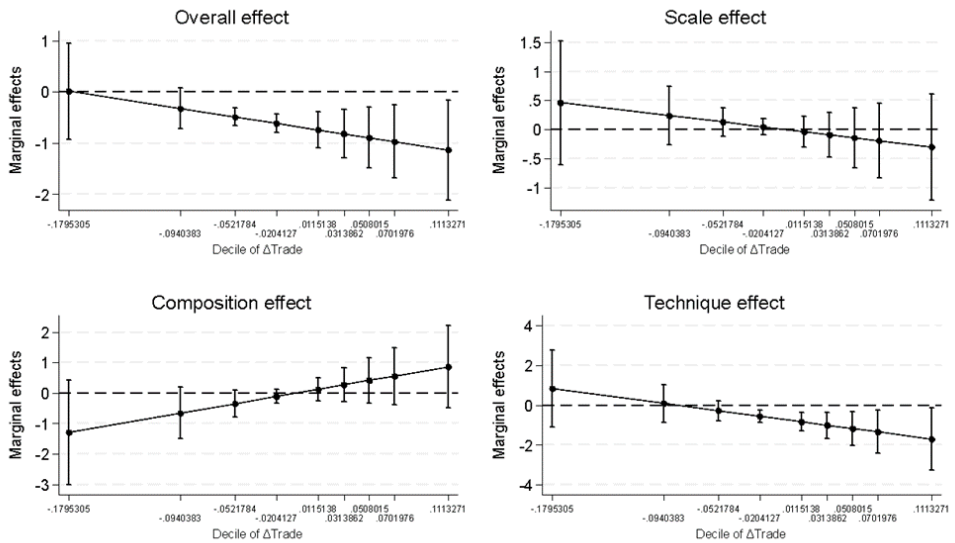 Overall effect
Marginal effects
1
0
-1
-2
-.1795305 -.0940383 -.0521784 -.0204127 .0115138 .0313862 .0508015 .0701976 .1113271
Decile of ΔTrade
Scale effect
Marginal effects
1.5
1
.5
0
-.5
-1
-.1795305 -.0940383 -.0521784 -.0204127 .0115138 .0313862 .0508015 .0701976 .1113271
Decile of ΔTrade
Composition effect
Marginal effects
2
1
0
-1
-2
-3
-.1795305 -.0940383 -.0521784 -.0204127 .0115138 .0313862 .0508015 .0701976 .1113271
Decile of ΔTrade
Technique effect
Marginal effects
4
2
0
-2
-4
-.1795305 -.0940383 -.0521784 -.0204127 .0115138 .0313862 .0508015 .0701976 .1113271
Decile of ΔTrade